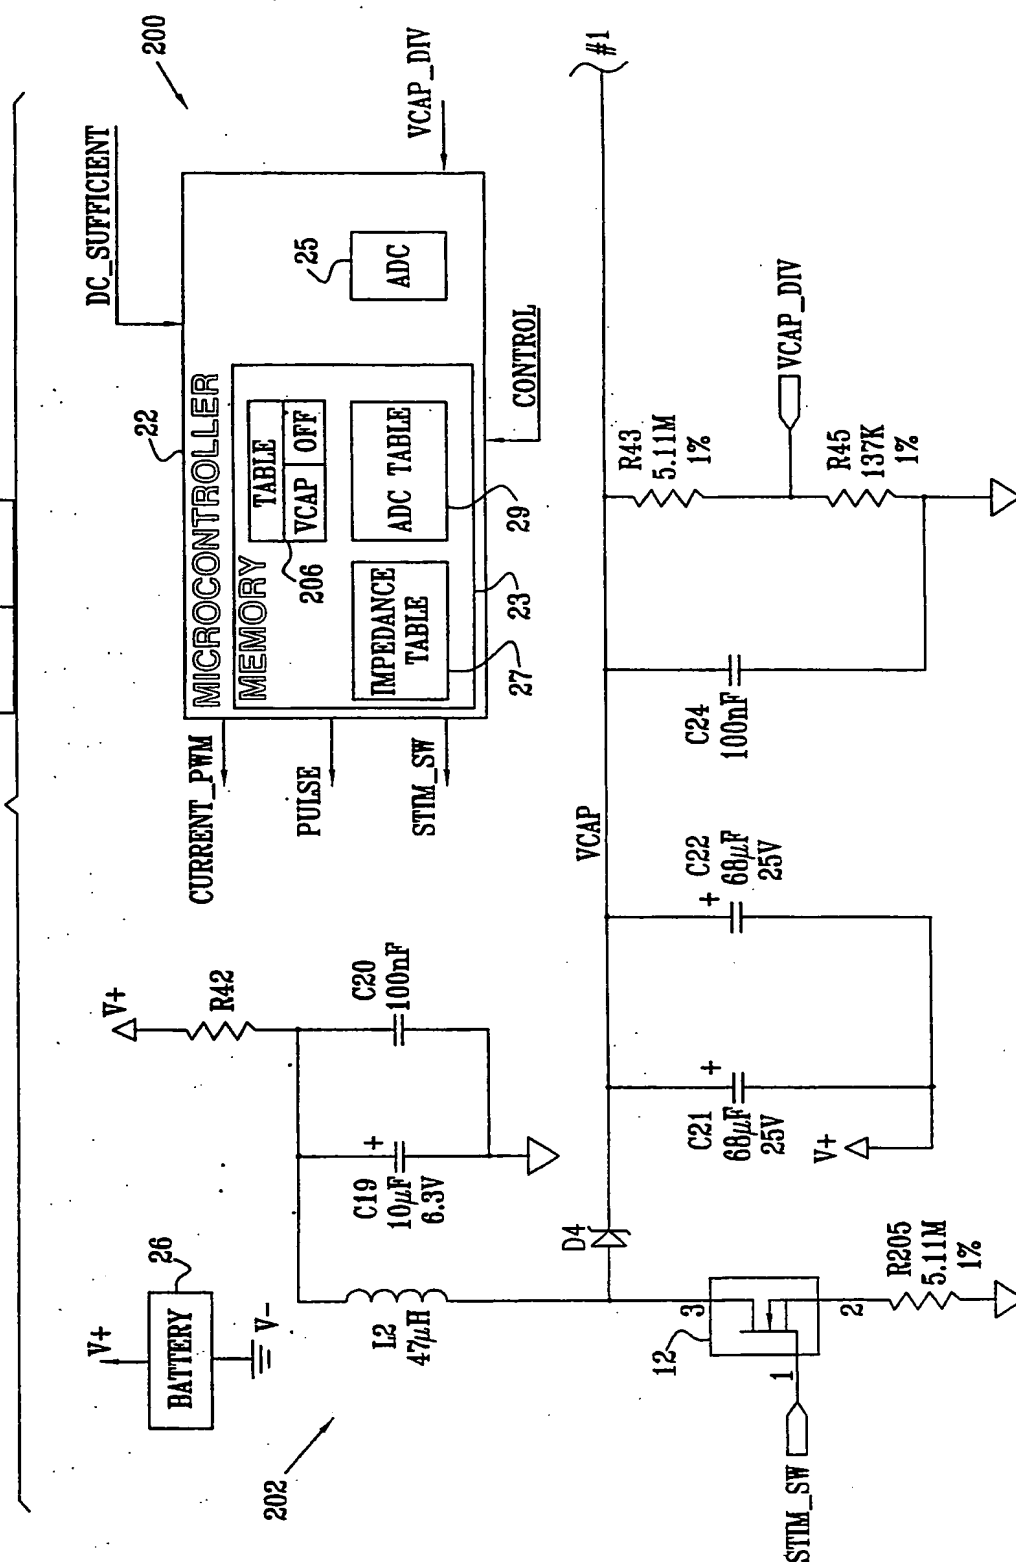 200
DC_SUFFICIENT
VCAP_DIV
22
MICROCONTROLLER
MEMORY
TABLE
VCAP
OFF
206
25
ADC
ADC TABLE
29
IMPEDANCE
TABLE
27
23
CONTROL
CURRENT_PWM
PULSE
STIM_SW
#1
V+
BATTERY
26
V-
202
V+
R42
C19
10µF
6.3V
+
C20
100nF
L2
47µH
D4
VCAP
12
3
1
2
STIM_SW
R205
5.11M
1%
C21
68µF
25V
+
V+
C22
68µF
25V
+
C24
100nF
R43
5.11M
1%
VCAP_DIV
R45
137K
1%